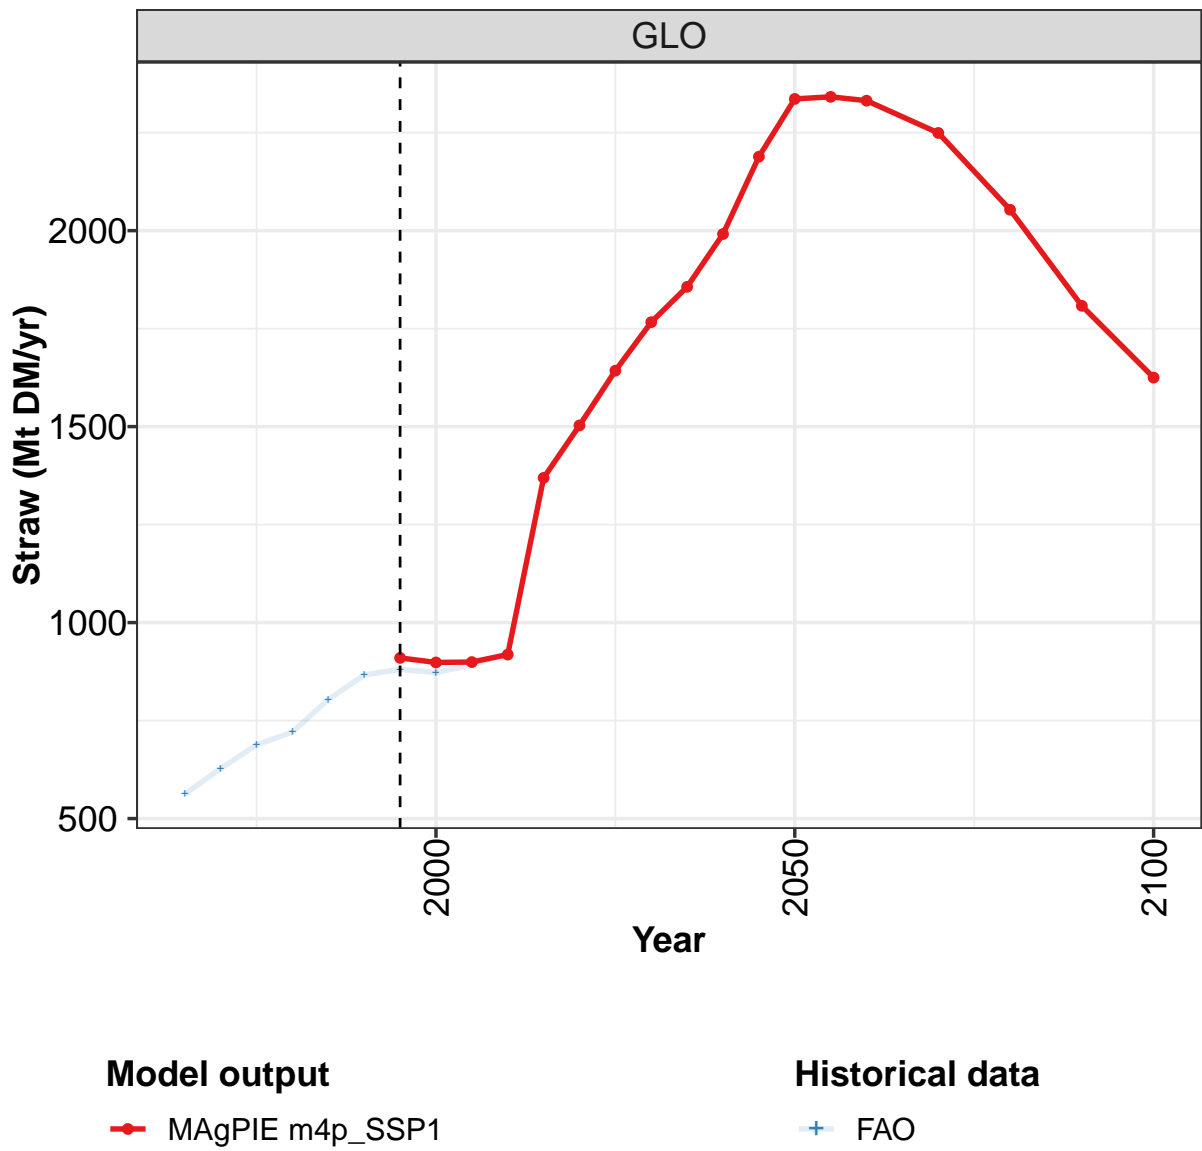 GLO
Straw (Mt DM/yr)
2000
1500
1000
500
2000
2050
2100
Year
Model output
MAgPIE m4p_SSP1
Historical data
FAO